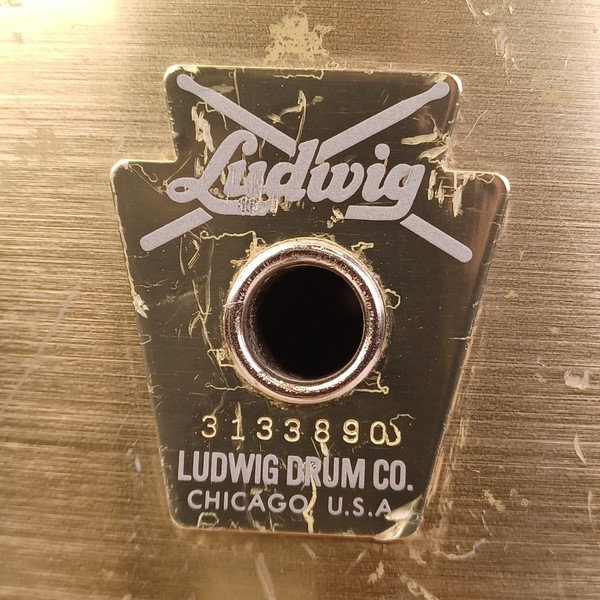 Ludwig
3133890
LUDWIG DRUM CO.
CHICAGO, U.S.A